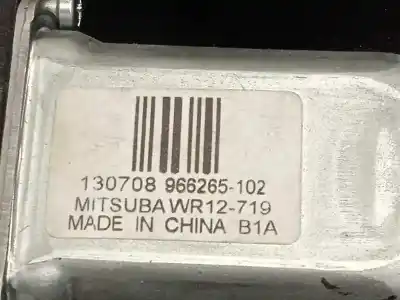 130708 966265-102
MITSUBA WR12-719
MADE IN CHINA B1A